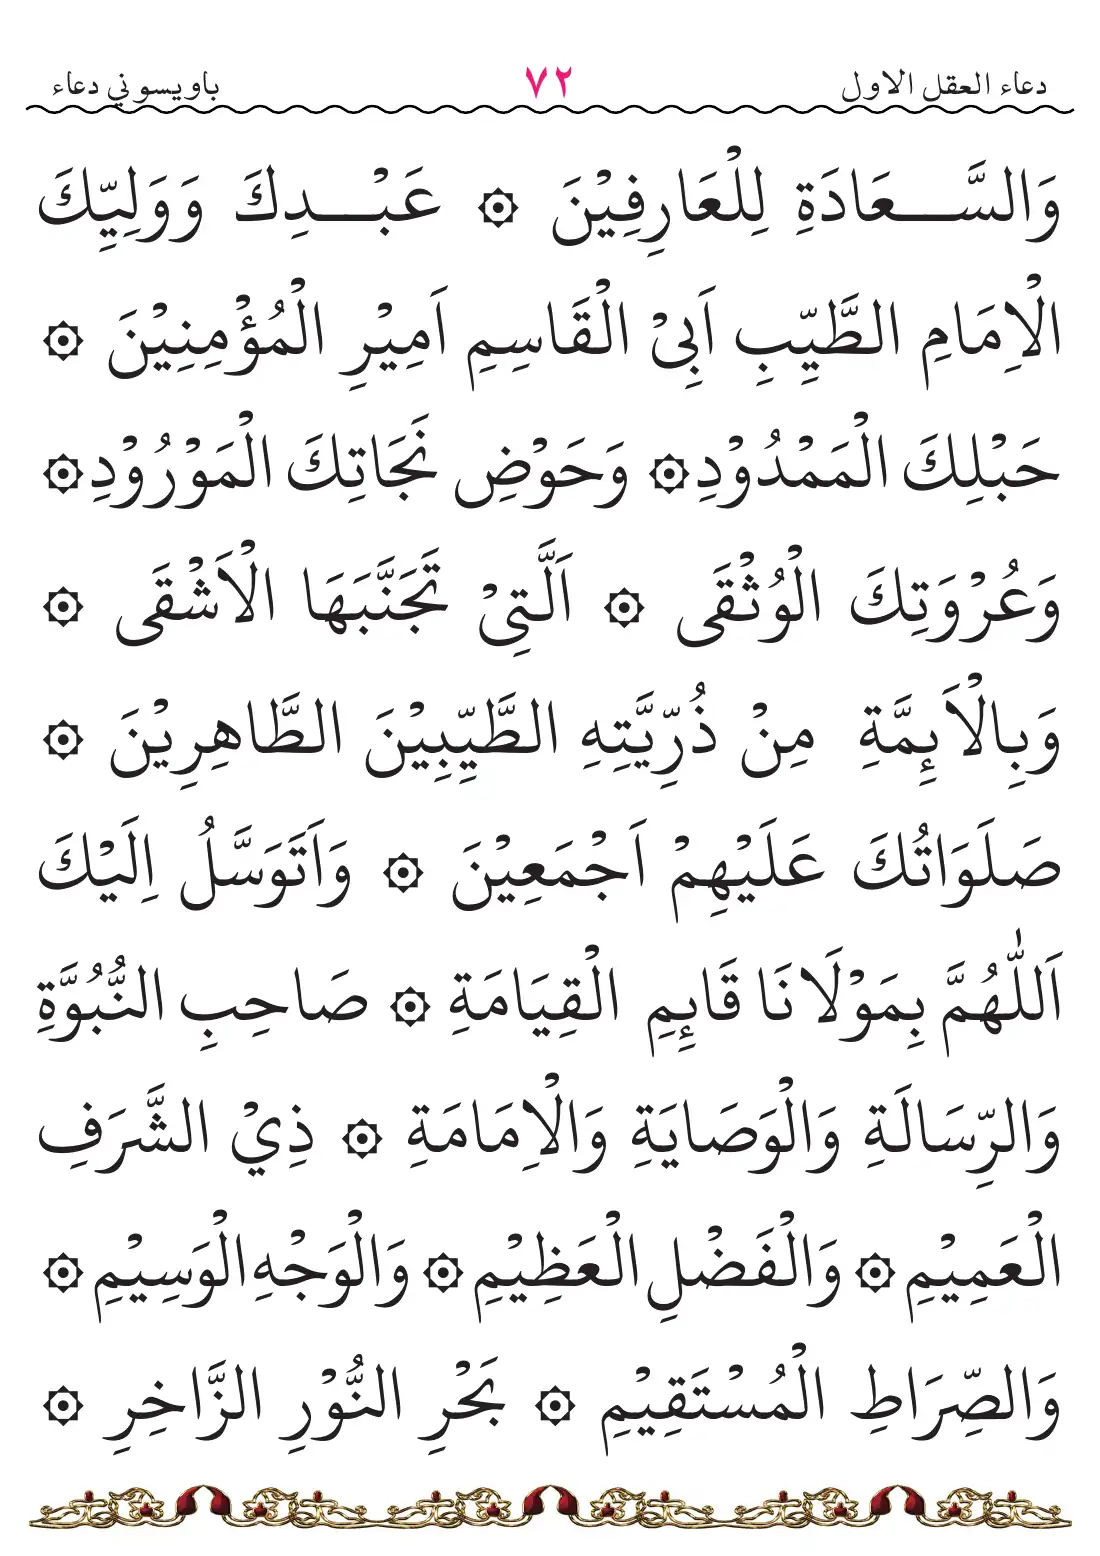 دعاء العقل الاول ٧٢ باويسوني دعاء
وَالسَّــعَادَةِ لِلْعَارِفِيْنَ ۞ عَبْــدِكَ وَوَلِيِّكَ
الْاِمَامِ الطَّيِّبِ اَبِىْ الْقَاسِمِ اَمِيْرِ الْمُؤْمِنِيْنَ ۞
حَبْلِكَ الْمَمْدُوْدِ۞ وَحَوْضِ نَجَاتِكَ الْمَوْرُوْدِ۞
وَعُرْوَتِكَ الْوُثْقَى ۞ اَلَّتِىْ تَجَنَّبَهَا الْاَشْقَى ۞
وَبِالْاَئِمَّةِ مِنْ ذُرِّيَّتِهِ الطَّيِّبِيْنَ الطَّاهِرِيْنَ ۞
صَلَوَاتُكَ عَلَيْهِمْ اَجْمَعِيْنَ ۞ وَاَتَوَسَّلُ اِلَيْكَ
اَللّٰهُمَّ بِمَوْلَانَا قَائِمِ الْقِيَامَةِ ۞ صَاحِبِ النُّبُوَّةِ
وَالرِّسَالَةِ وَالْوَصَايَةِ وَالْاِمَامَةِ ۞ ذِيْ الشَّرَفِ
الْعَمِيْمِ۞ وَالْفَضْلِ الْعَظِيْمِ۞ وَالْوَجْهِ الْوَسِيْمِ۞
وَالصِّرَاطِ الْمُسْتَقِيْمِ ۞ بَحْرِ النُّوْرِ الزَّاخِرِ ۞